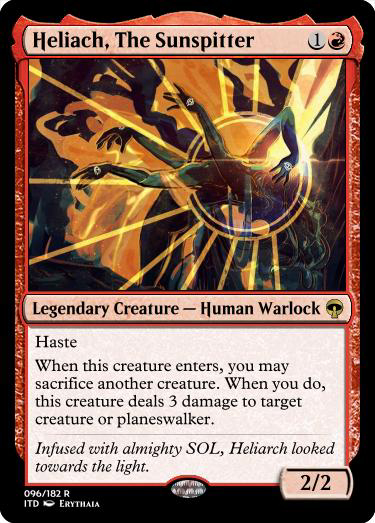 Heliach, The Sunspitter 1
Legendary Creature — Human Warlock
Haste
When this creature enters, you may
sacrifice another creature. When you do,
this creature deals 3 damage to target
creature or planeswalker.
Infused with almighty SOL, Heliarch looked
towards the light.
2/2
096/182 R
ITD Erythaia